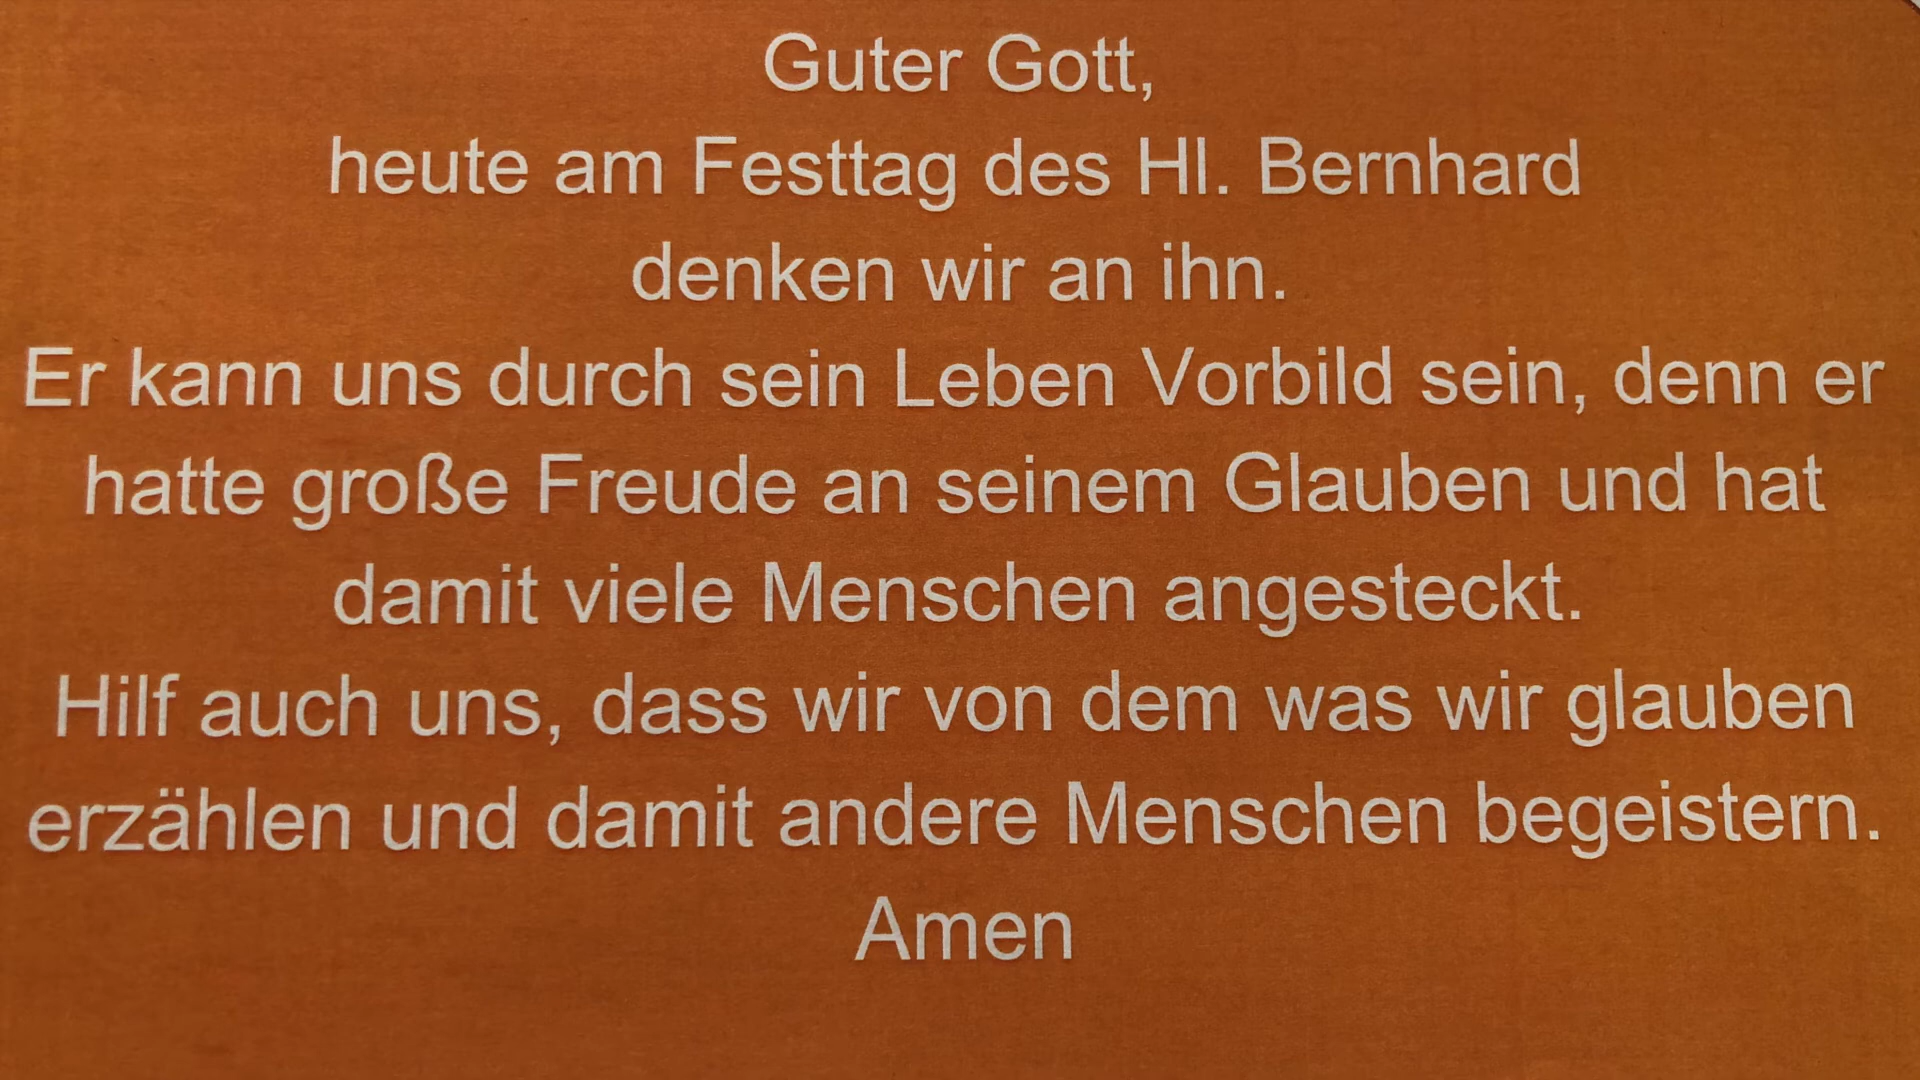 Guter Gott,
heute am Festtag des Hl. Bernhard
denken wir an ihn.
Er kann uns durch sein Leben Vorbild sein, denn er
hatte große Freude an seinem Glauben und hat
damit viele Menschen angesteckt.
Hilf auch uns, dass wir von dem was wir glauben
erzählen und damit andere Menschen begeistern.
Amen